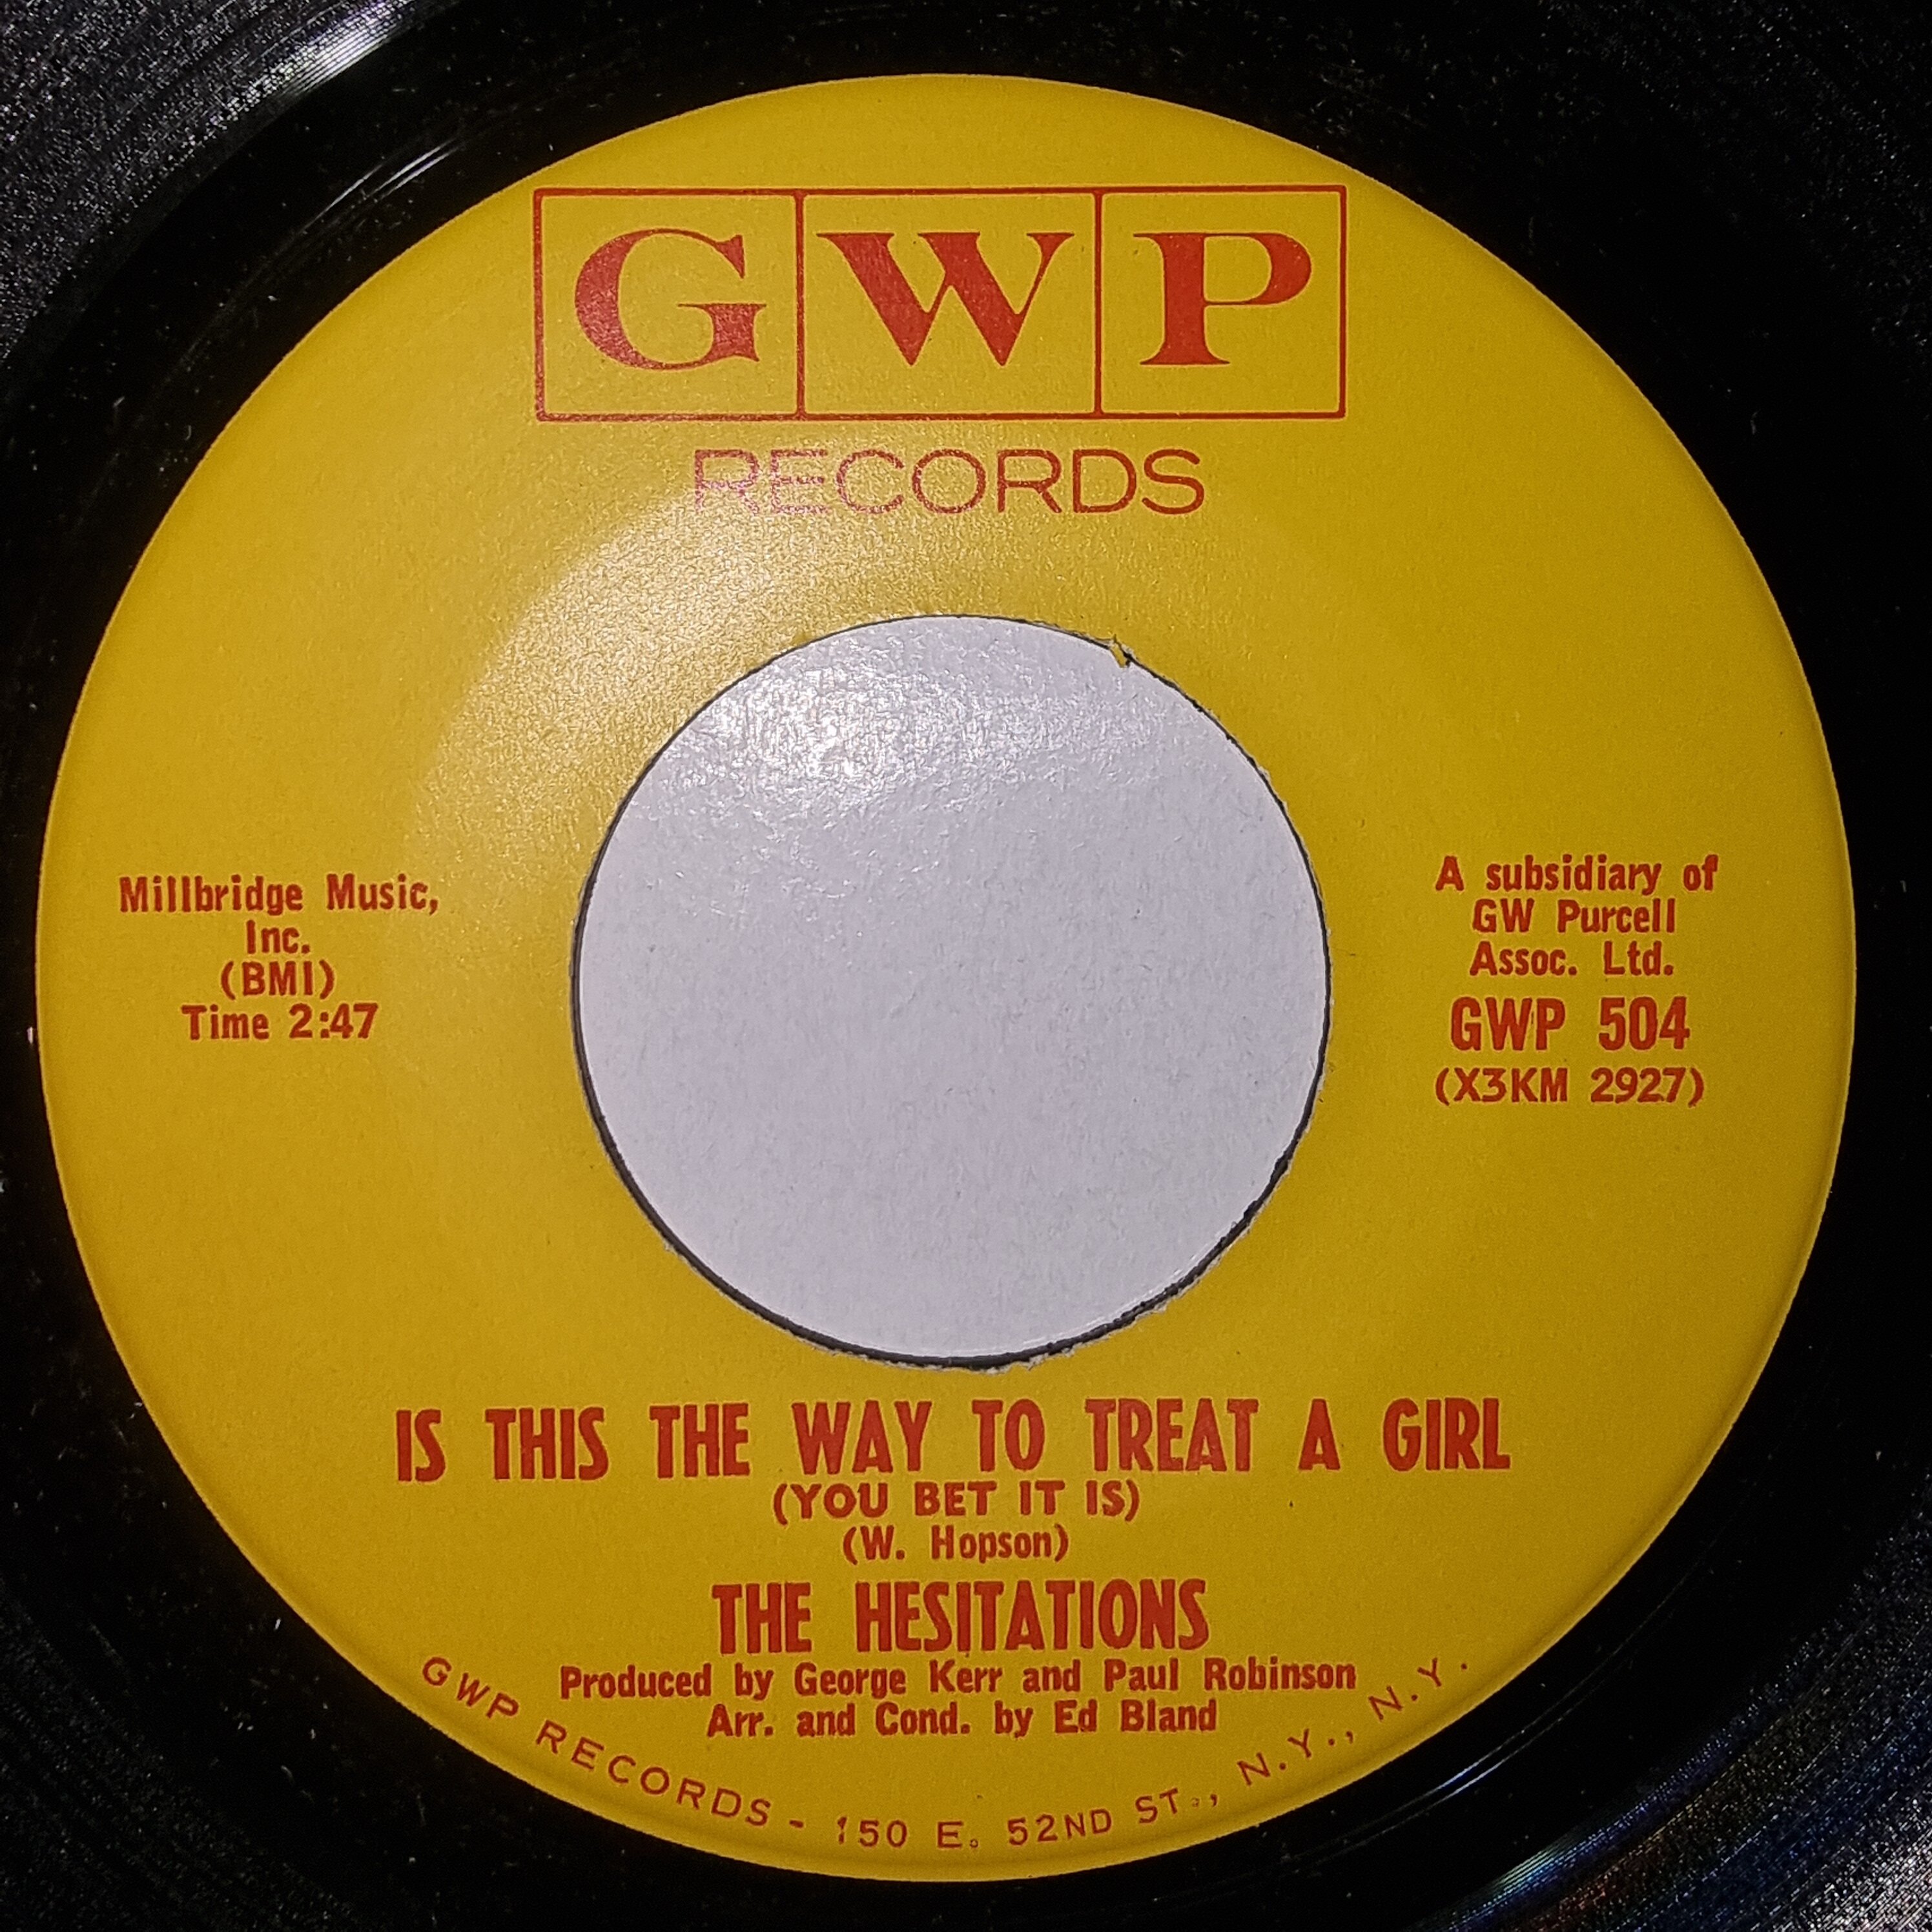 GWP
RECORDS
Millbridge Music,
Inc.
(BMI)
Time 2:47
A subsidiary of
GW Purcell
Assoc. Ltd.
GWP 504
(X3KM 2927)
IS THIS THE WAY TO TREAT A GIRL
(YOU BET IT IS)
(W. Hopson)
THE HESITATIONS
Produced by George Kerr and Paul Robinson
Arr. and Cond. by Ed Bland
GWP RECORDS - 150 E. 52ND ST., N.Y., N.Y.